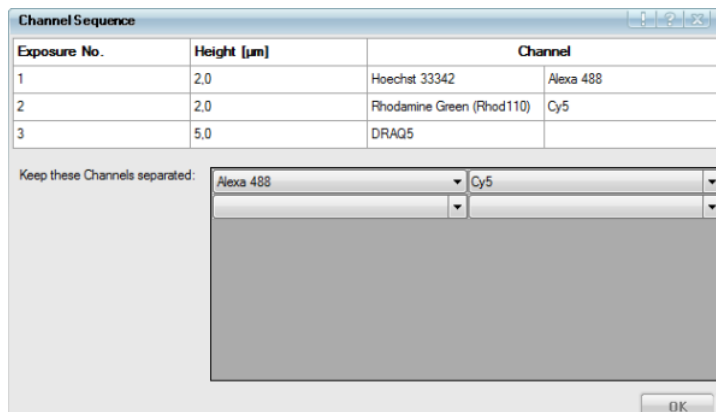 Channel Sequence
Exposure No. Height [µm] Channel
1 2,0 Hoechst 33342 Alexa 488
2 2,0 Rhodamine Green (Rhod110) Cy5
3 5,0 DRAQ5
Keep these Channels separated: Alexa 488 Cy5
OK